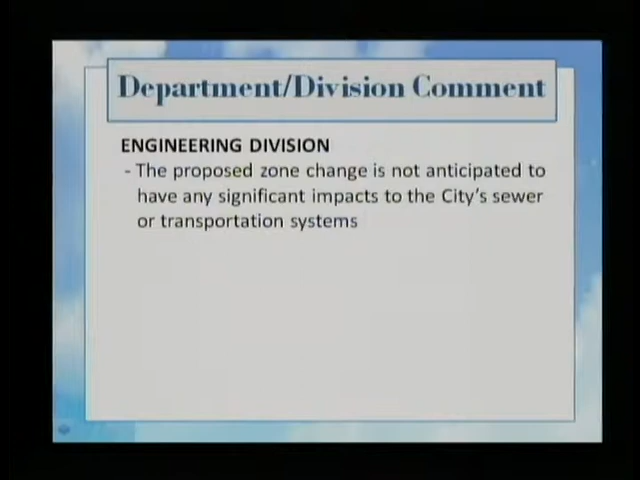 Department/Division Comment
ENGINEERING DIVISION
- The proposed zone change is not anticipated to
have any significant impacts to the City's sewer
or transportation systems